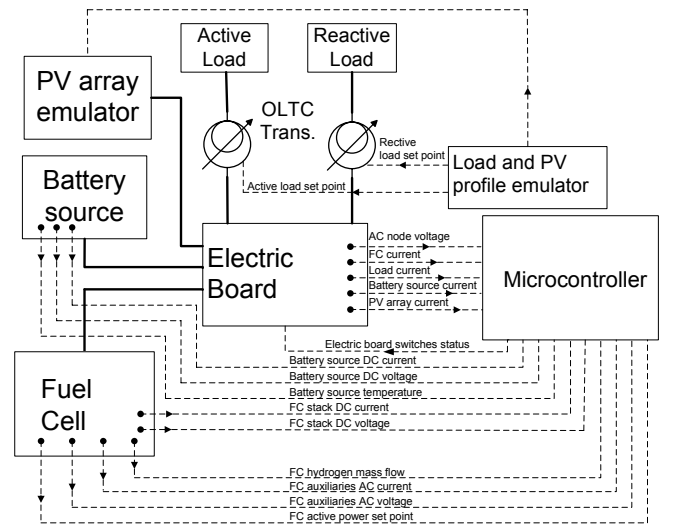 Active
Load
Reactive
Load
PV array
emulator
OLTC
Trans.
Rective
load set point
Load and PV
profile emulator
Battery
source
Active load set point
Electric
Board
AC node voltage
FC current
Load current
Battery source current
PV array current
Microcontroller
Electric board switches status
Battery source DC current
Battery source DC voltage
Battery source temperature
Fuel
Cell
FC stack DC current
FC stack DC voltage
FC hydrogen mass flow
FC auxiliaries AC current
FC auxiliaries AC voltage
FC active power set point